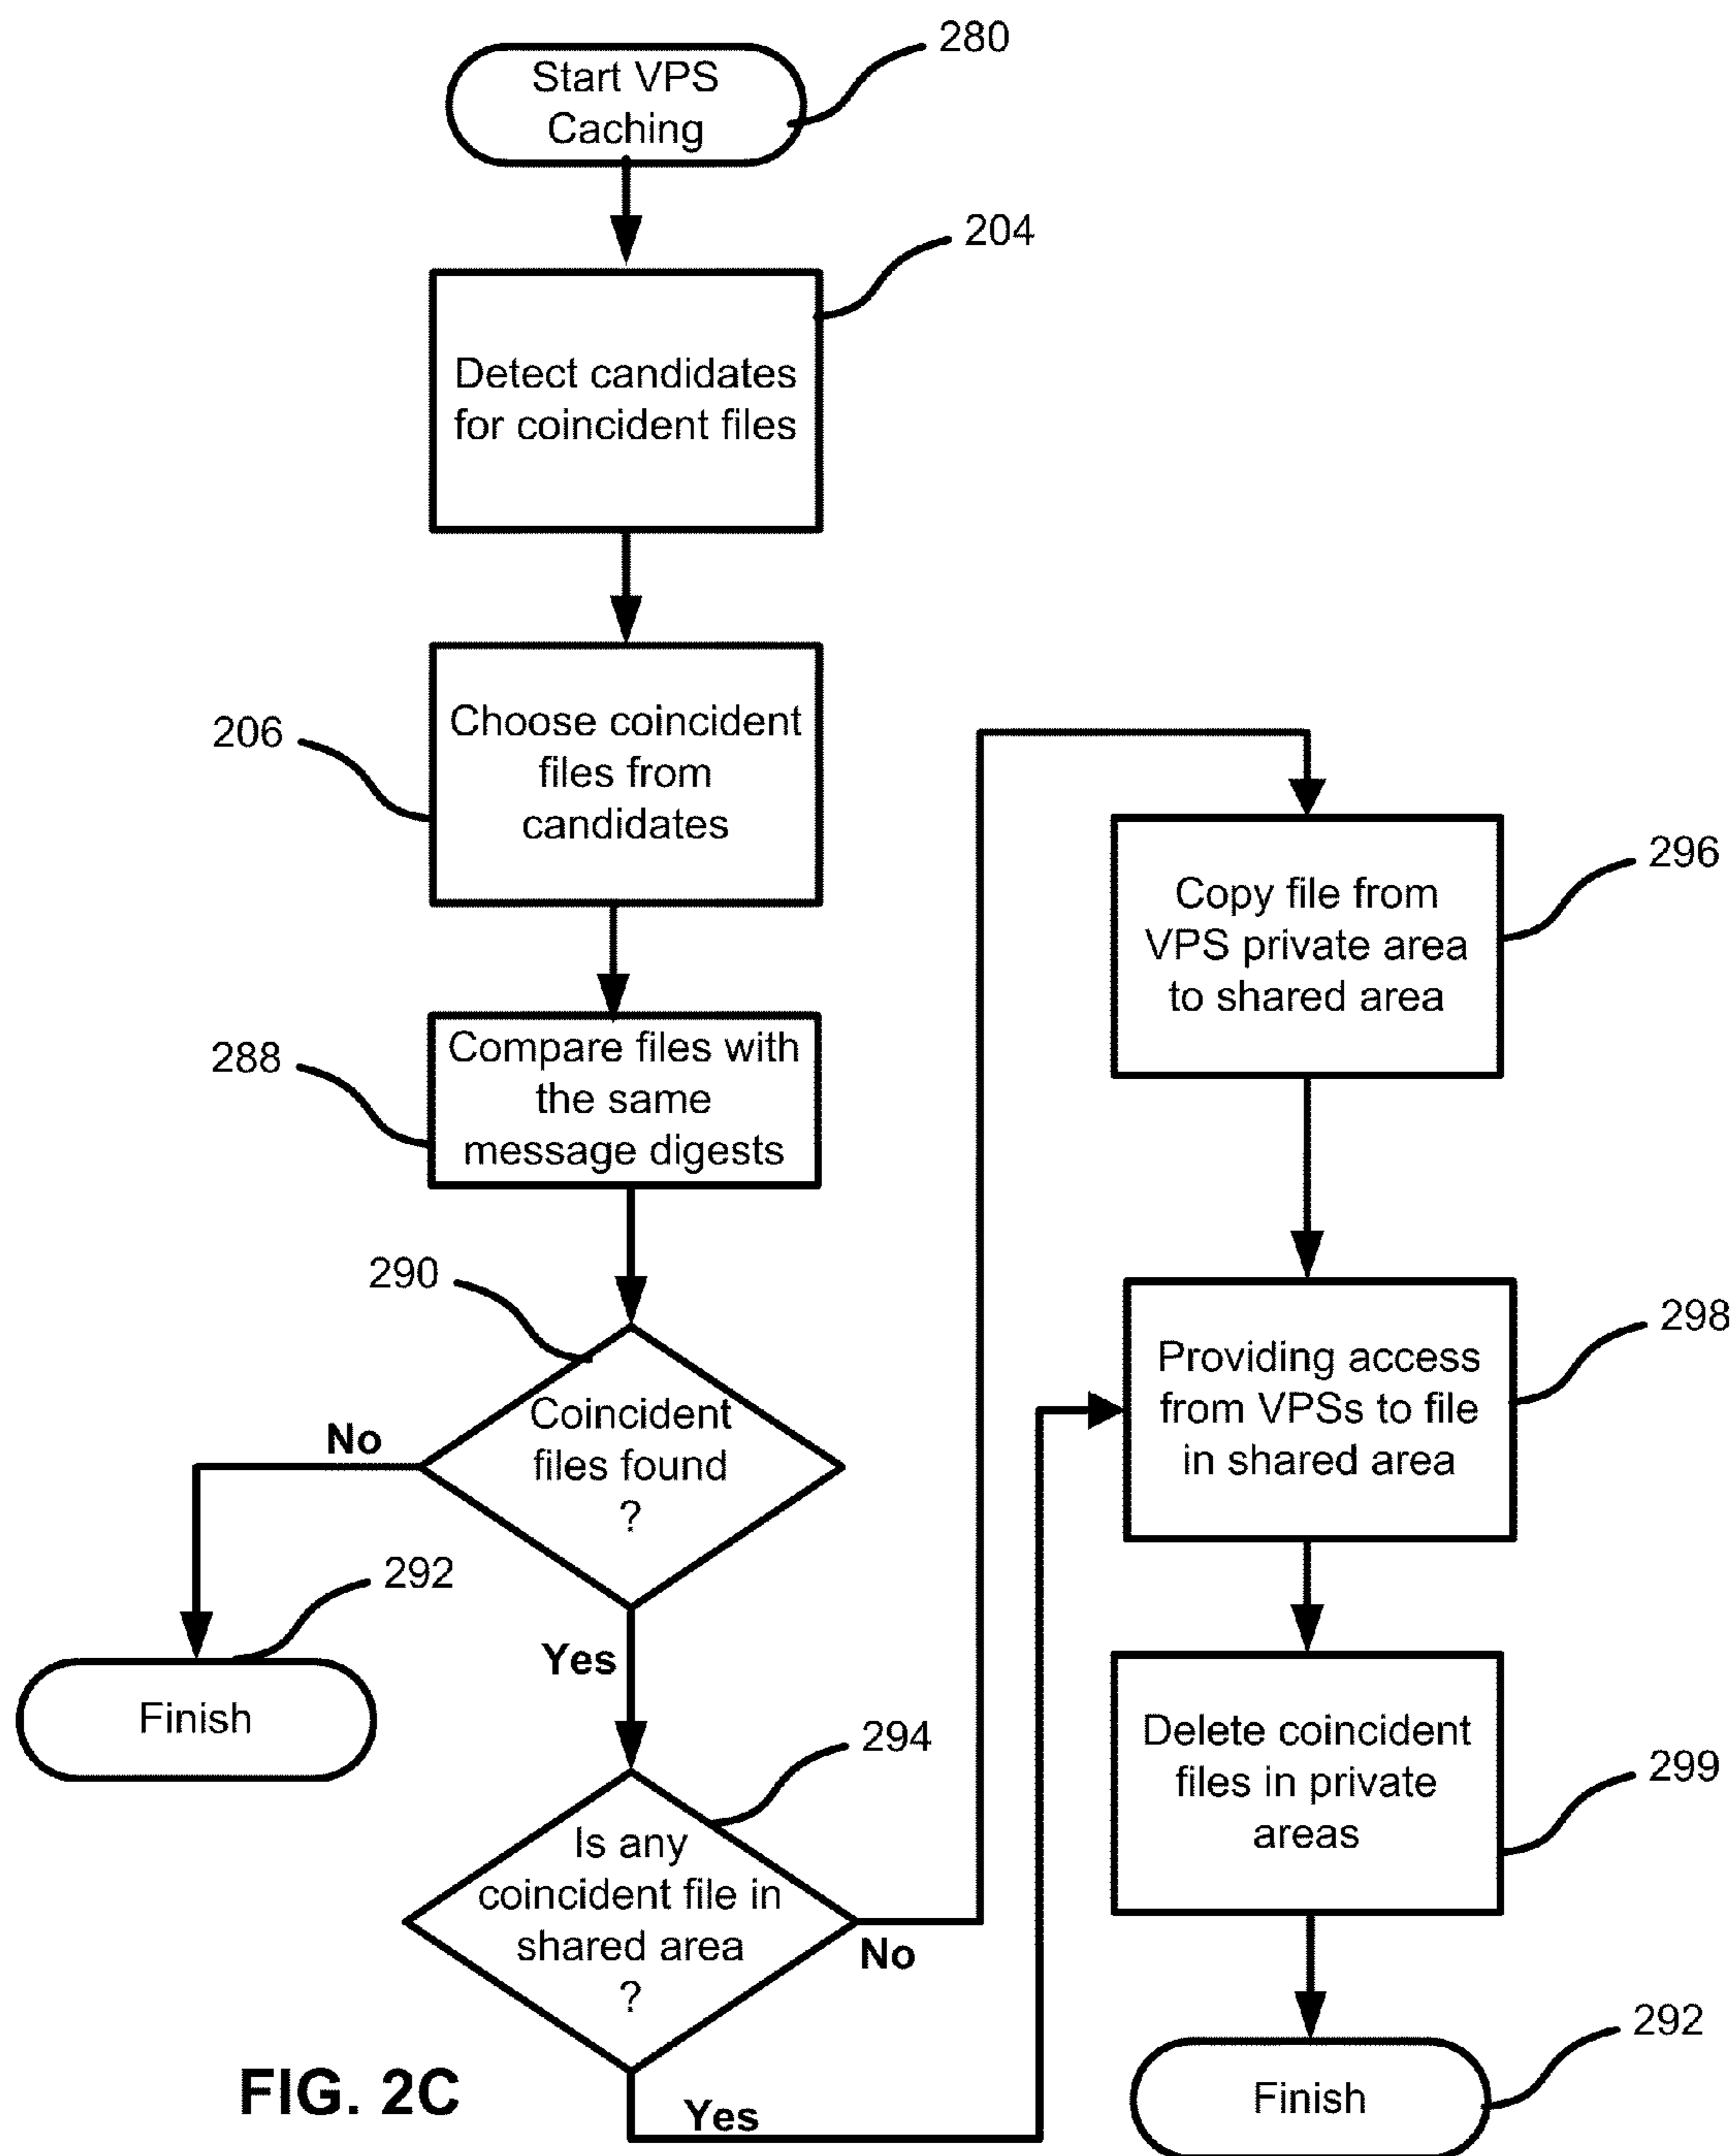 Start VPS
Caching
280
204
Detect candidates
for coincident files
206
Choose coincident
files from
candidates
288
Compare files with
the same
message digests
290
Coincident
files found
?
No
Yes
292
Finish
294
Is any
coincident file in
shared area
?
No
Yes
296
Copy file from
VPS private area
to shared area
298
Providing access
from VPSs to file
in shared area
299
Delete coincident
files in private
areas
292
Finish
FIG. 2C